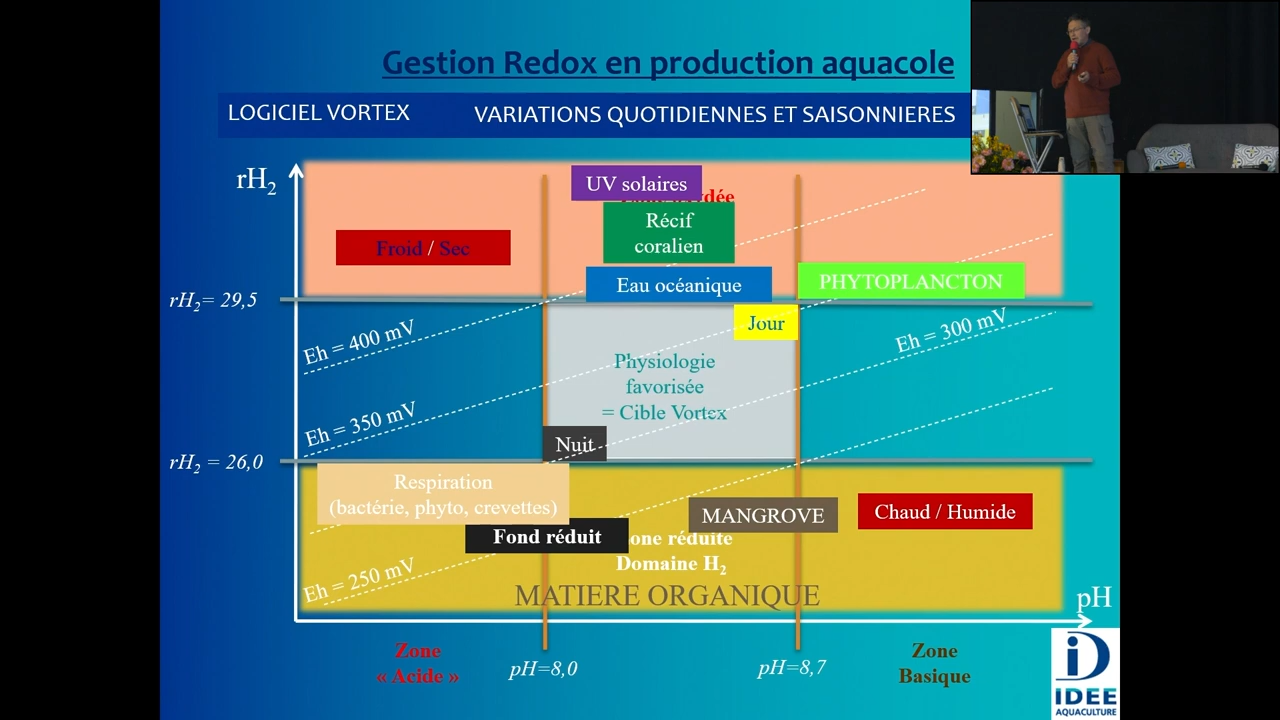 Gestion Redox en production aquacole
LOGICIEL VORTEX
VARIATIONS QUOTIDIENNES ET SAISONNIERES
rH2
UV solaires
Récif
coralien
Froid / Sec
Eau océanique
PHYTOPLANCTON
rH2= 29,5
Jour
Eh = 400 mV
Eh = 300 mV
Physiologie
favorisée
= Cible Vortex
Eh = 350 mV
Nuit
rH2 = 26,0
Respiration
(bactérie, phyto, crevettes)
MANGROVE
Chaud / Humide
Fond réduit
réduite
Domaine H2
Eh = 250 mV
MATIERE ORGANIQUE
pH
Zone
« Acide »
pH=8,0
pH=8,7
Zone
Basique
IDEE
AQUACULTURE